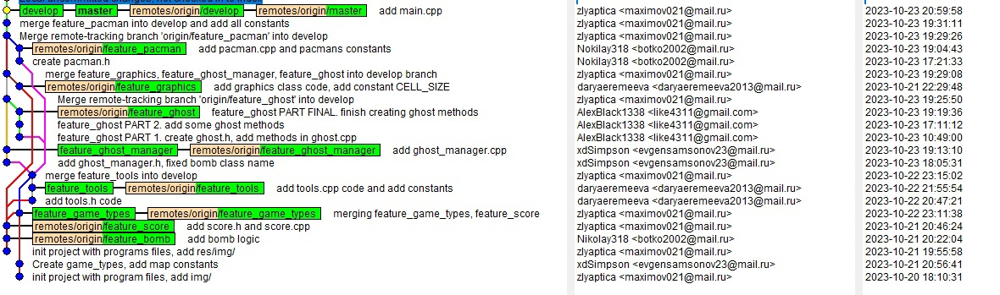 Local uncommitted changes, not checked in to index
develop master remotes/origin/develop remotes/origin/master add main.cpp zlyaptica <maximov021@mail.ru> 2023-10-23 20:59:58
merge feature_pacman into develop and add all constants zlyaptica <maximov021@mail.ru> 2023-10-23 19:31:11
Merge remote-tracking branch 'origin/feature_pacman' into develop zlyaptica <maximov021@mail.ru> 2023-10-23 19:29:26
remotes/origin/feature_pacman add pacman.cpp and pacmans constants Nokilay318 <botko2002@mail.ru> 2023-10-23 19:04:43
create pacman.h Nokilay318 <botko2002@mail.ru> 2023-10-23 17:21:33
merge feature_graphics, feature_ghost_manager, feature_ghost into develop branch zlyaptica <maximov021@mail.ru> 2023-10-23 19:29:08
remotes/origin/feature_graphics add graphics class code, add constant CELL_SIZE daryaeremeeva <daryaeremeeva2013@mail.ru> 2023-10-21 22:29:48
Merge remote-tracking branch 'origin/feature_ghost' into develop zlyaptica <maximov021@mail.ru> 2023-10-23 19:25:50
remotes/origin/feature_ghost feature_ghost PART FINAL. finish creating ghost methods AlexBlack1338 <like4311@gmail.com> 2023-10-23 19:19:36
feature_ghost PART 2. add some ghost methods AlexBlack1338 <like4311@gmail.com> 2023-10-23 17:11:12
feature_ghost PART 1. create ghost.h, add methods in ghost.cpp AlexBlack1338 <like4311@gmail.com> 2023-10-23 10:49:00
feature_ghost_manager remotes/origin/feature_ghost_manager add ghost_manager.cpp xdSimpson <evgensamsonov23@mail.ru> 2023-10-23 19:13:10
add ghost_manager.h, fixed bomb class name xdSimpson <evgensamsonov23@mail.ru> 2023-10-23 18:05:31
merge feature_tools into develop zlyaptica <maximov021@mail.ru> 2023-10-22 23:15:02
feature_tools remotes/origin/feature_tools add tools.cpp code and add constants daryaeremeeva <daryaeremeeva2013@mail.ru> 2023-10-22 21:55:54
add tools.h code daryaeremeeva <daryaeremeeva2013@mail.ru> 2023-10-22 20:47:21
feature_game_types remotes/origin/feature_game_types merging feature_game_types, feature_score zlyaptica <maximov021@mail.ru> 2023-10-22 23:11:38
remotes/origin/feature_score add score.h and score.cpp zlyaptica <maximov021@mail.ru> 2023-10-21 20:46:24
remotes/origin/feature_bomb add bomb logic Nikolay318 <botko2002@mail.ru> 2023-10-21 20:22:04
init project with programs files, add res/img/ zlyaptica <maximov021@mail.ru> 2023-10-21 19:55:58
Create game_types, add map constants xdSimpson <evgensamsonov23@mail.ru> 2023-10-21 20:56:41
init project with program files, add img/ zlyaptica <maximov021@mail.ru> 2023-10-20 18:10:31